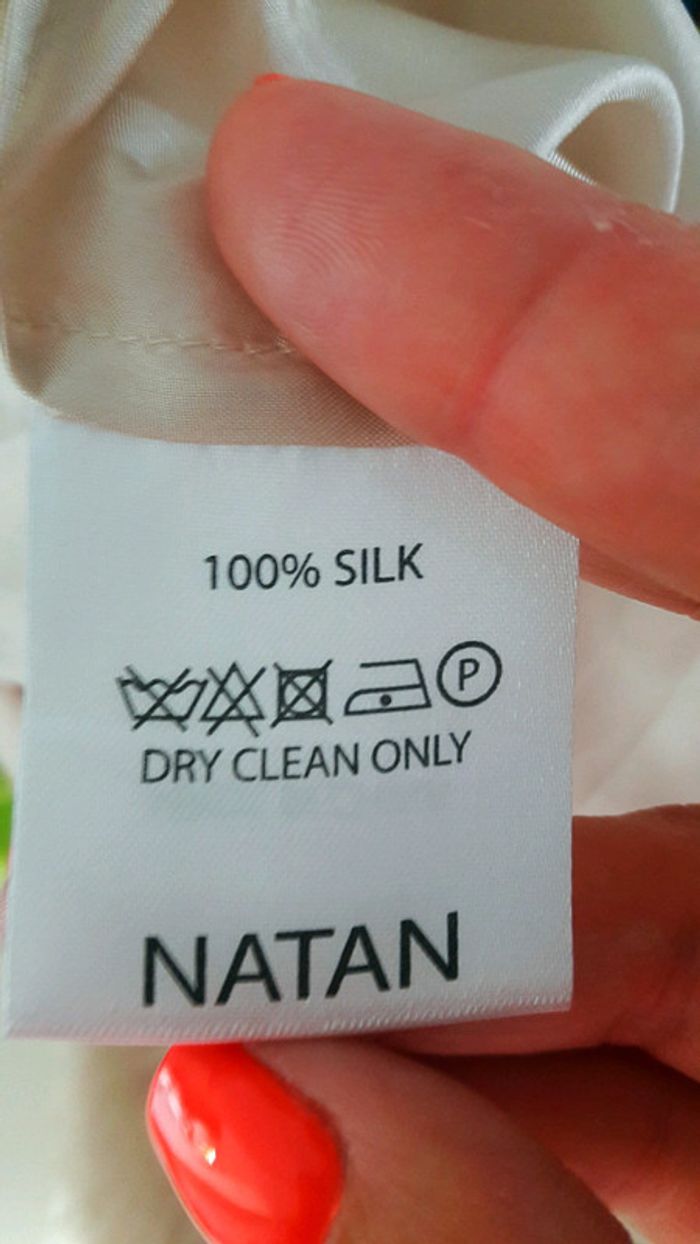 100% SILK
P
DRY CLEAN ONLY
NATAN